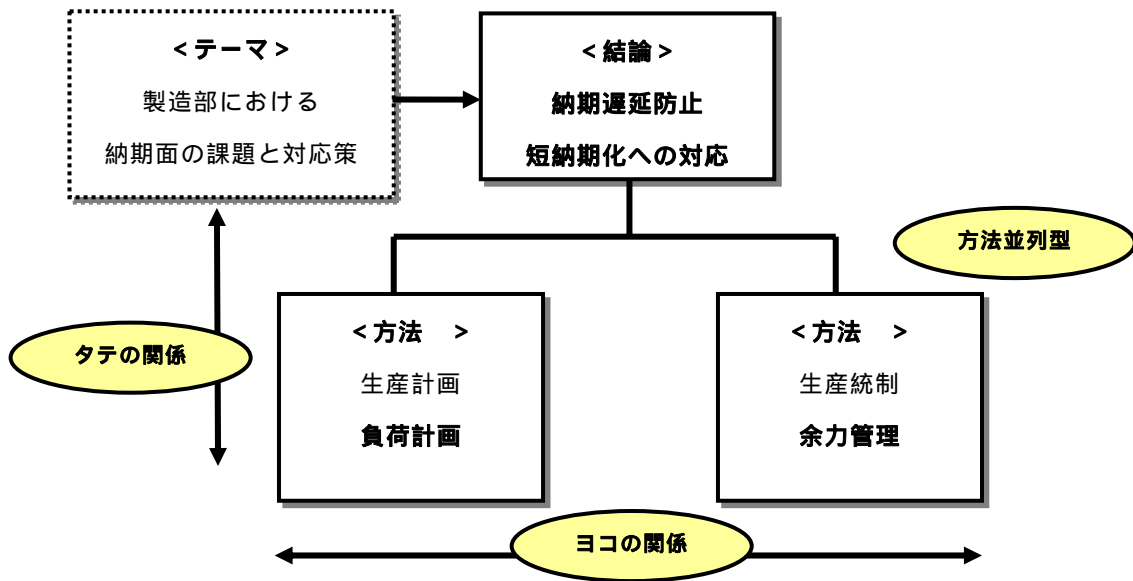 <テーマ>
製造部における
納期面の課題と対応策
<結論>
納期遅延防止
短納期化への対応
方法並列型
タテの関係
<方法　>
生産計画
負荷計画
<方法　>
生産統制
余力管理
ヨコの関係